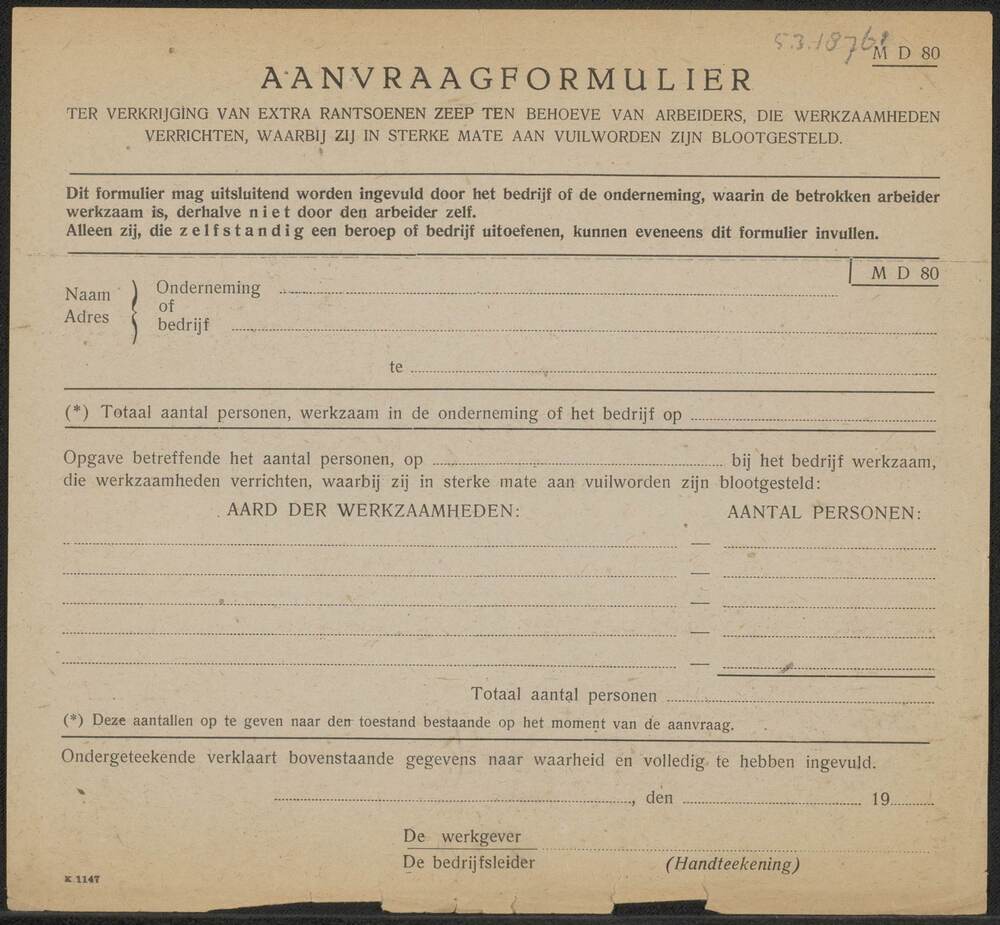 5.3.18761
M D 80
AANVRAAGFORMULIER
TER VERKRIJGING VAN EXTRA RANTSOENEN ZEEP TEN BEHOEVE VAN ARBEIDERS, DIE WERKZAAMHEDEN
VERRICHTEN, WAARBIJ ZIJ IN STERKE MATE AAN VUILWORDEN ZIJN BLOOTGESTELD.
Dit formulier mag uitsluitend worden ingevuld door het bedrijf of de onderneming, waarin de betrokken arbeider
werkzaam is, derhalve niet door den arbeider zelf.
Alleen zij, die zelfstandig een beroep of bedrijf uitoefenen, kunnen eveneens dit formulier invullen.
M D 80
Naam
Adres
Onderneming
of
bedrijf
te
(*) Totaal aantal personen, werkzaam in de onderneming of het bedrijf op
Opgave betreffende het aantal personen, op bij het bedrijf werkzaam,
die werkzaamheden verrichten, waarbij zij in sterke mate aan vuilworden zijn blootgesteld:
AARD DER WERKZAAMHEDEN: AANTAL PERSONEN:
—
—
—
—
—
Totaal aantal personen
(*) Deze aantallen op te geven naar den toestand bestaande op het moment van de aanvraag.
Ondergeteekende verklaart bovenstaande gegevens naar waarheid en volledig te hebben ingevuld.
, den 19
De werkgever
De bedrijfsleider (Handteekening)
K 1147